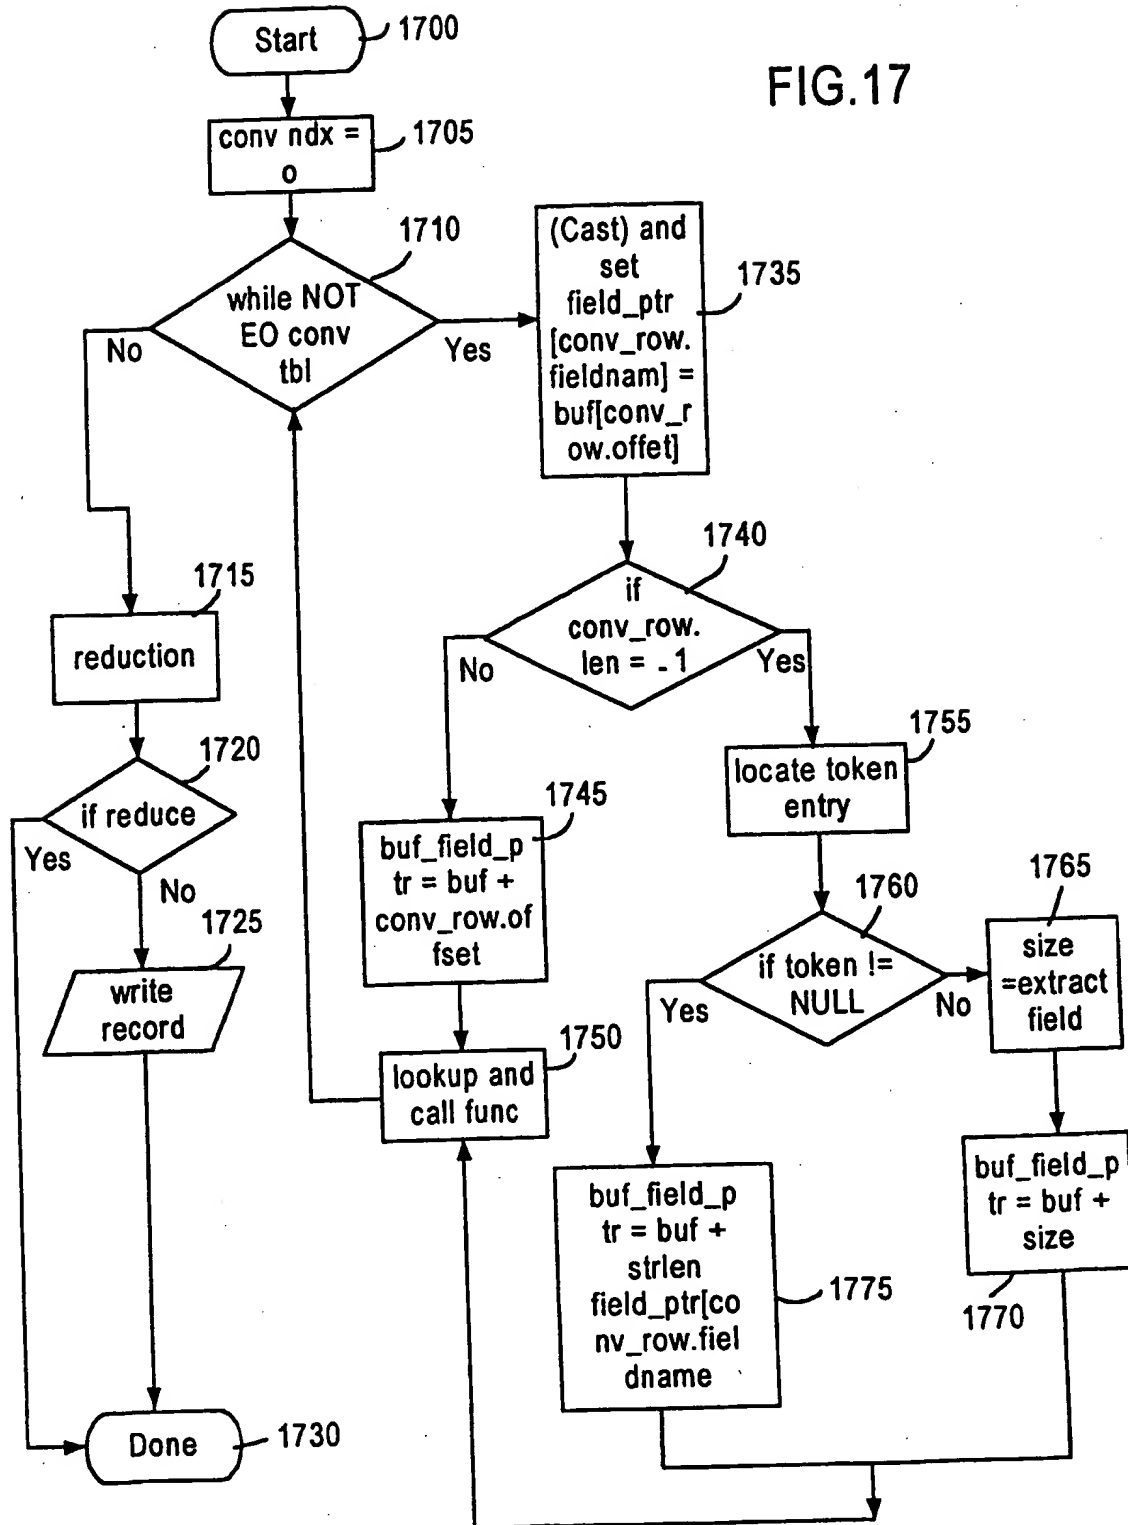 Start
1700
FIG.17
conv ndx =
o
1705
while NOT
EO conv
tbl
1710
No
Yes
(Cast) and
set
field_ptr
[conv_row.
fieldnam] =
buf[conv_r
ow.offet]
1735
if
conv_row.
len = - 1
1740
No
Yes
reduction
1715
if reduce
1720
Yes
No
write
record
1725
buf_field_p
tr = buf +
conv_row.of
fset
1745
lookup and
call func
1750
locate token
entry
1755
if token !=
NULL
1760
Yes
No
size
=extract
field
1765
buf_field_p
tr = buf +
size
1770
buf_field_p
tr = buf +
strlen
field_ptr[co
nv_row.fiel
dname
1775
Done
1730